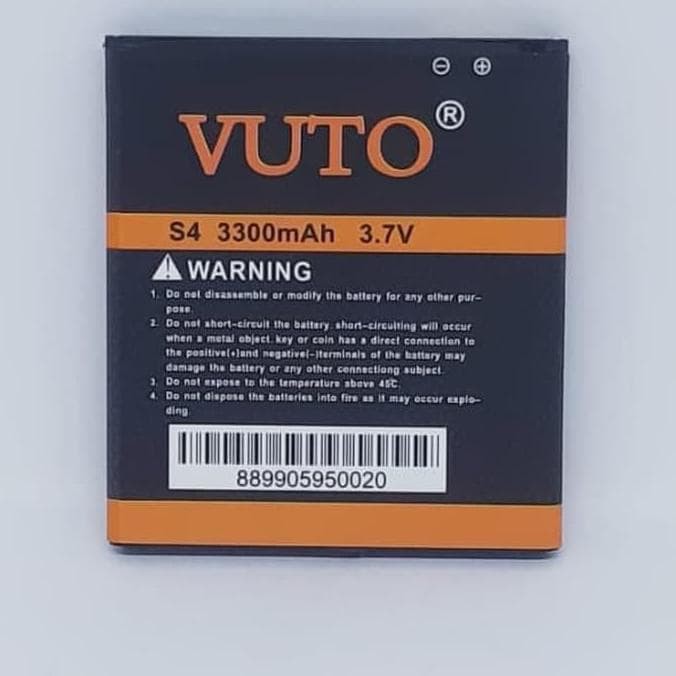 ⊖ ⊕
VUTO®
S4 3300mAh 3.7V
WARNING
1. Do not disassemble or modify the battery for any other pur-
pose.
2. Do not short-circuit the battery. short-circuiting will occur
when a metal object. key or coin has a direct connection to
the positive(+)and negative(-)terminals of the battary may
damage the battery or any other connectiong subject.
3. Do not expose to the temperature above 45℃.
4. Do not dispose the batteries into fire as it may occur explo-
ding.
889905950020